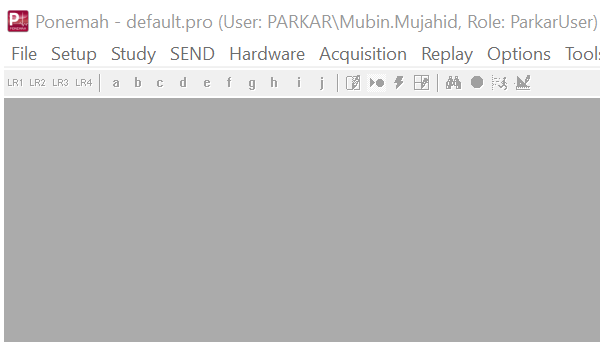 Ponemah - default.pro (User: PARKAR\Mubin.Mujahid, Role: ParkarUser)
File Setup Study SEND Hardware Acquisition Replay Options Tools
LR1 LR2 LR3 LR4 a b c d e f g h i j